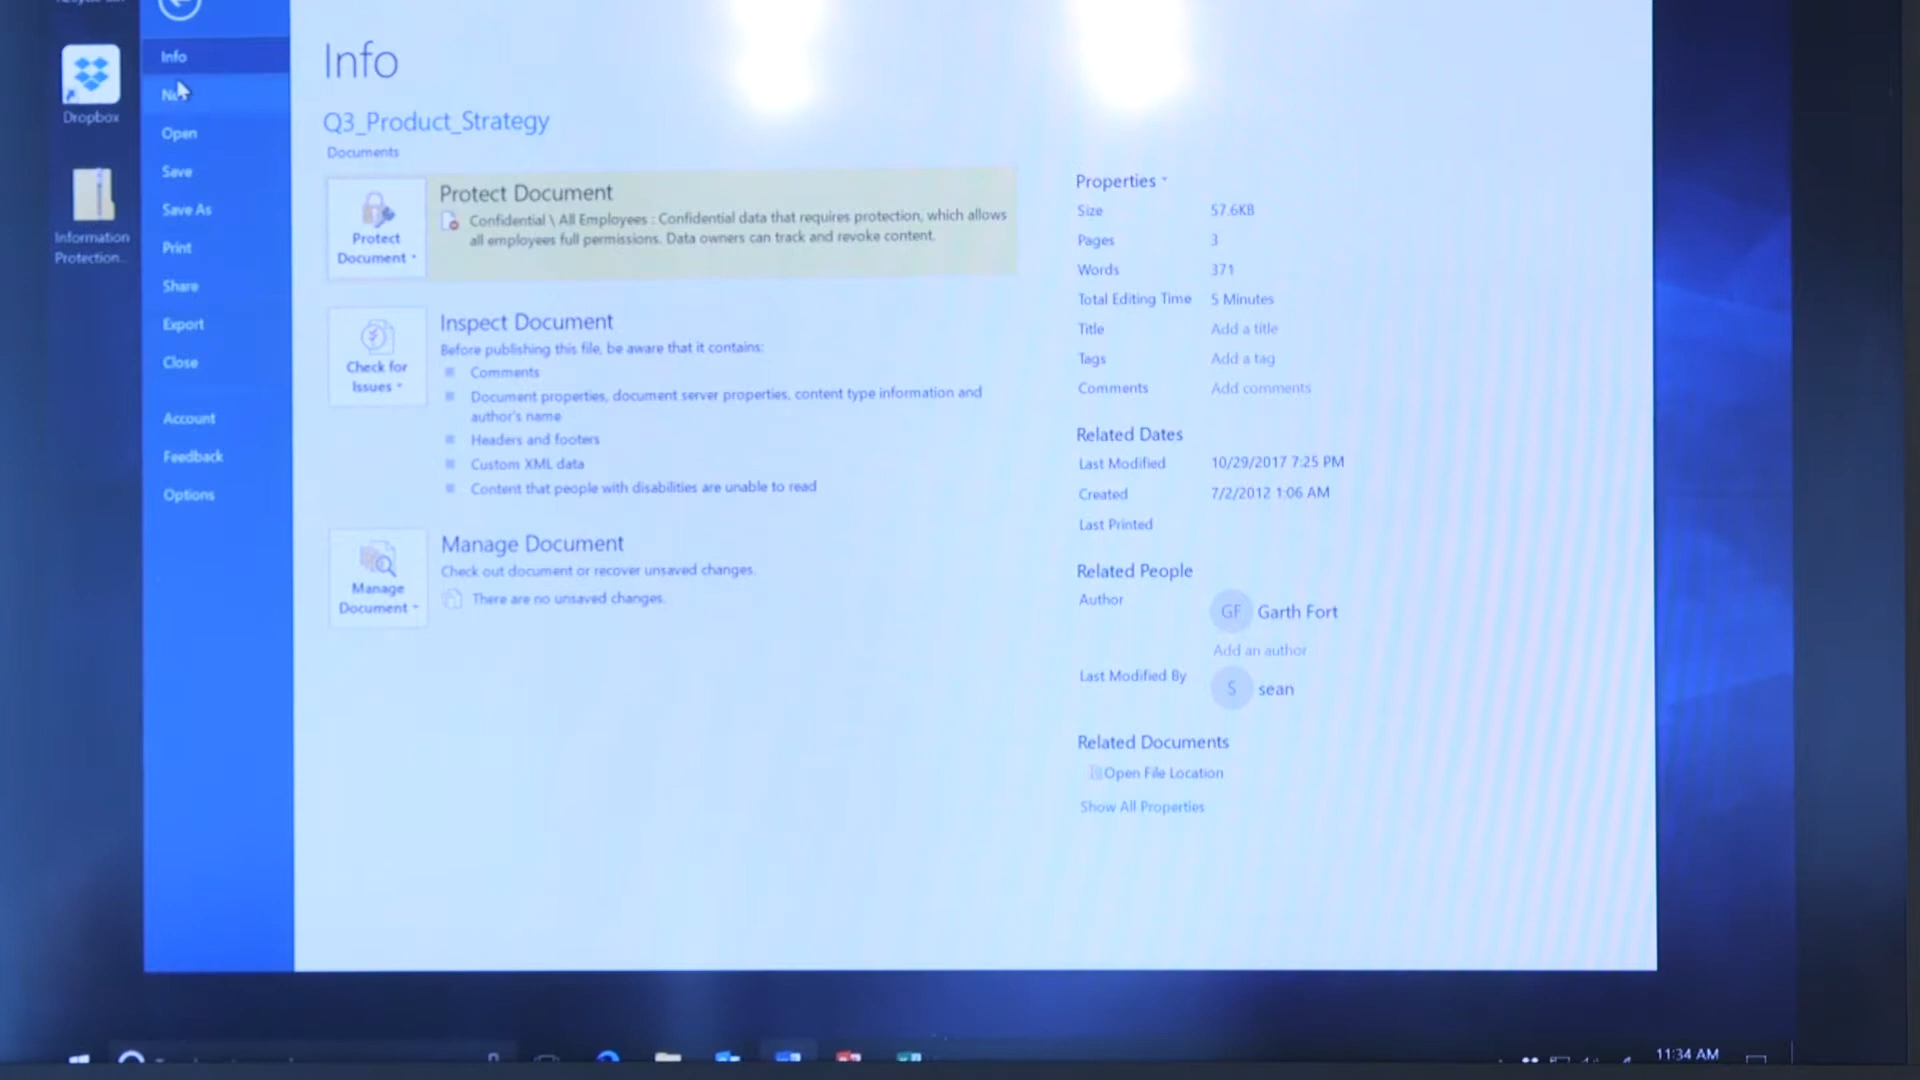 Info
Dropbox
Information
Protection...
Info
Open
Save
Save As
Print
Share
Export
Close
Account
Feedback
Options
Q3_Product_Strategy
Documents
Protect Document
Protect Document
Confidential \ All Employees : Confidential data that requires protection, which allows
all employees full permissions. Data owners can track and revoke content.
Check for
Issues
Inspect Document
Before publishing this file, be aware that it contains:
Comments
Document properties, document server properties, content type information and
author's name
Headers and footers
Custom XML data
Content that people with disabilities are unable to read
Manage
Document
Manage Document
Check out document or recover unsaved changes.
There are no unsaved changes.
Properties
Size 57.6KB
Pages 3
Words 371
Total Editing Time 5 Minutes
Title Add a title
Tags Add a tag
Comments Add comments
Related Dates
Last Modified 10/29/2017 7:25 PM
Created 7/2/2012 1:06 AM
Last Printed
Related People
Author
GF Garth Fort
Add an author
Last Modified By
S sean
Related Documents
Open File Location
Show All Properties
11:34 AM